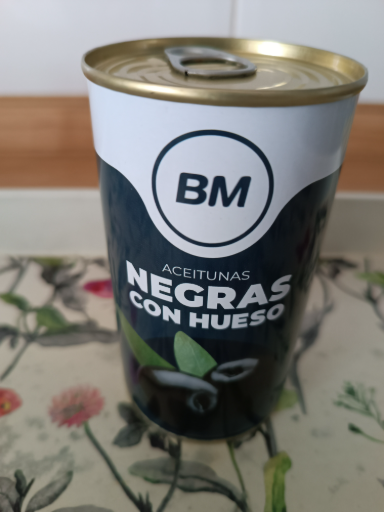 BM
ACEITUNAS
NEGRAS
CON HUESO